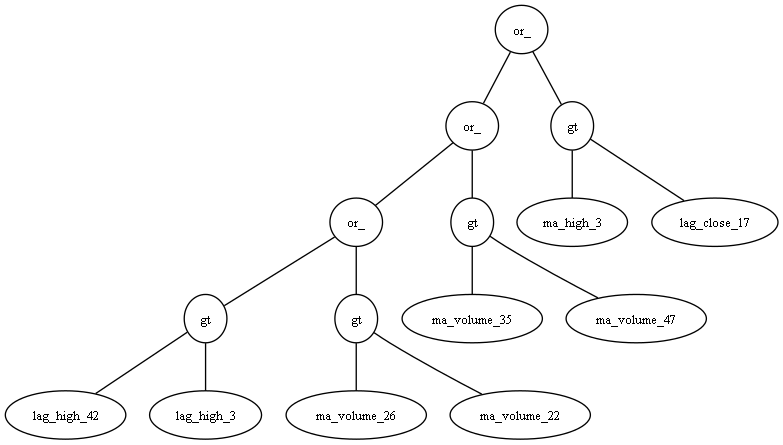 or_
or_
gt
or_
gt
ma_high_3
lag_close_17
gt
gt
ma_volume_35
ma_volume_47
lag_high_42
lag_high_3
ma_volume_26
ma_volume_22